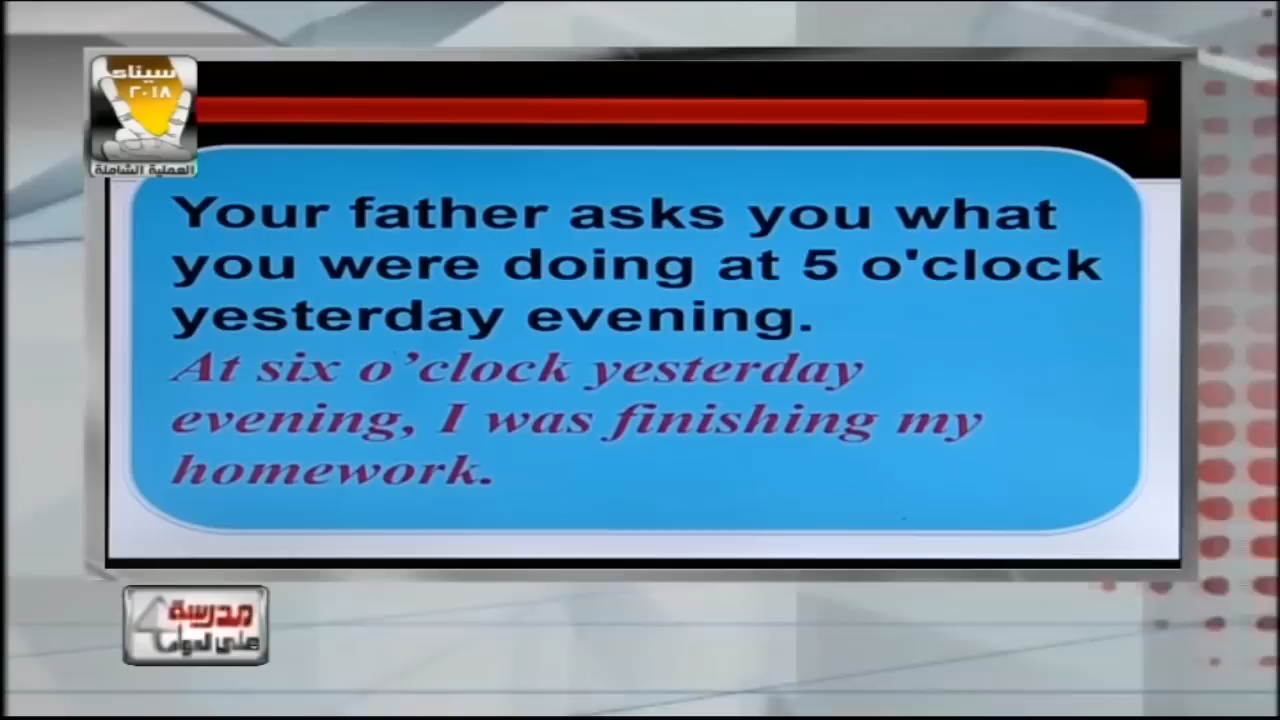 سيناء
٢٠١٨
العملية الشاملة
Your father asks you what
you were doing at 5 o'clock
yesterday evening.
At six o’clock yesterday
evening, I was finishing my
homework.
مدرسة
على الهواء